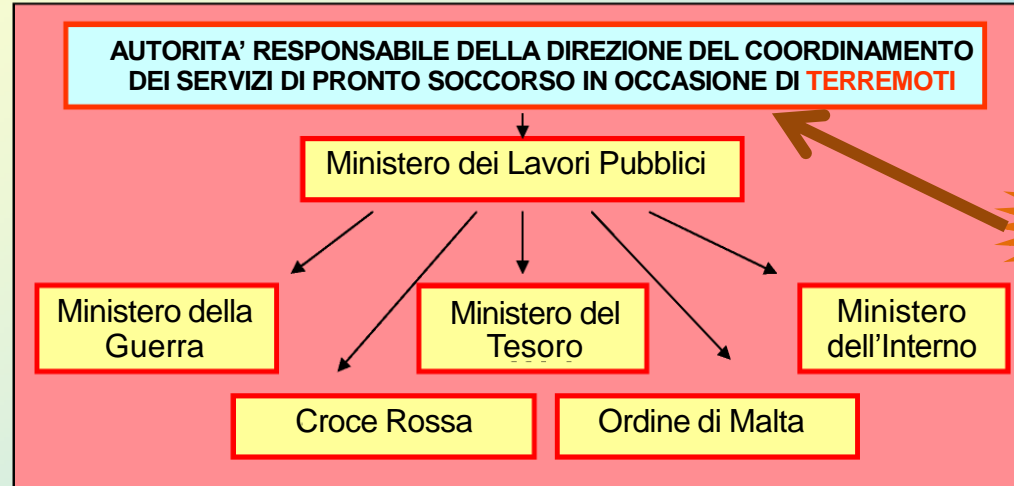 AUTORITA’ RESPONSABILE DELLA DIREZIONE DEL COORDINAMENTO
DEI SERVIZI DI PRONTO SOCCORSO IN OCCASIONE DI TERREMOTI
Ministero dei Lavori Pubblici
Ministero della
Guerra
Ministero del
Tesoro
Ministero
dell’Interno
Croce Rossa
Ordine di Malta